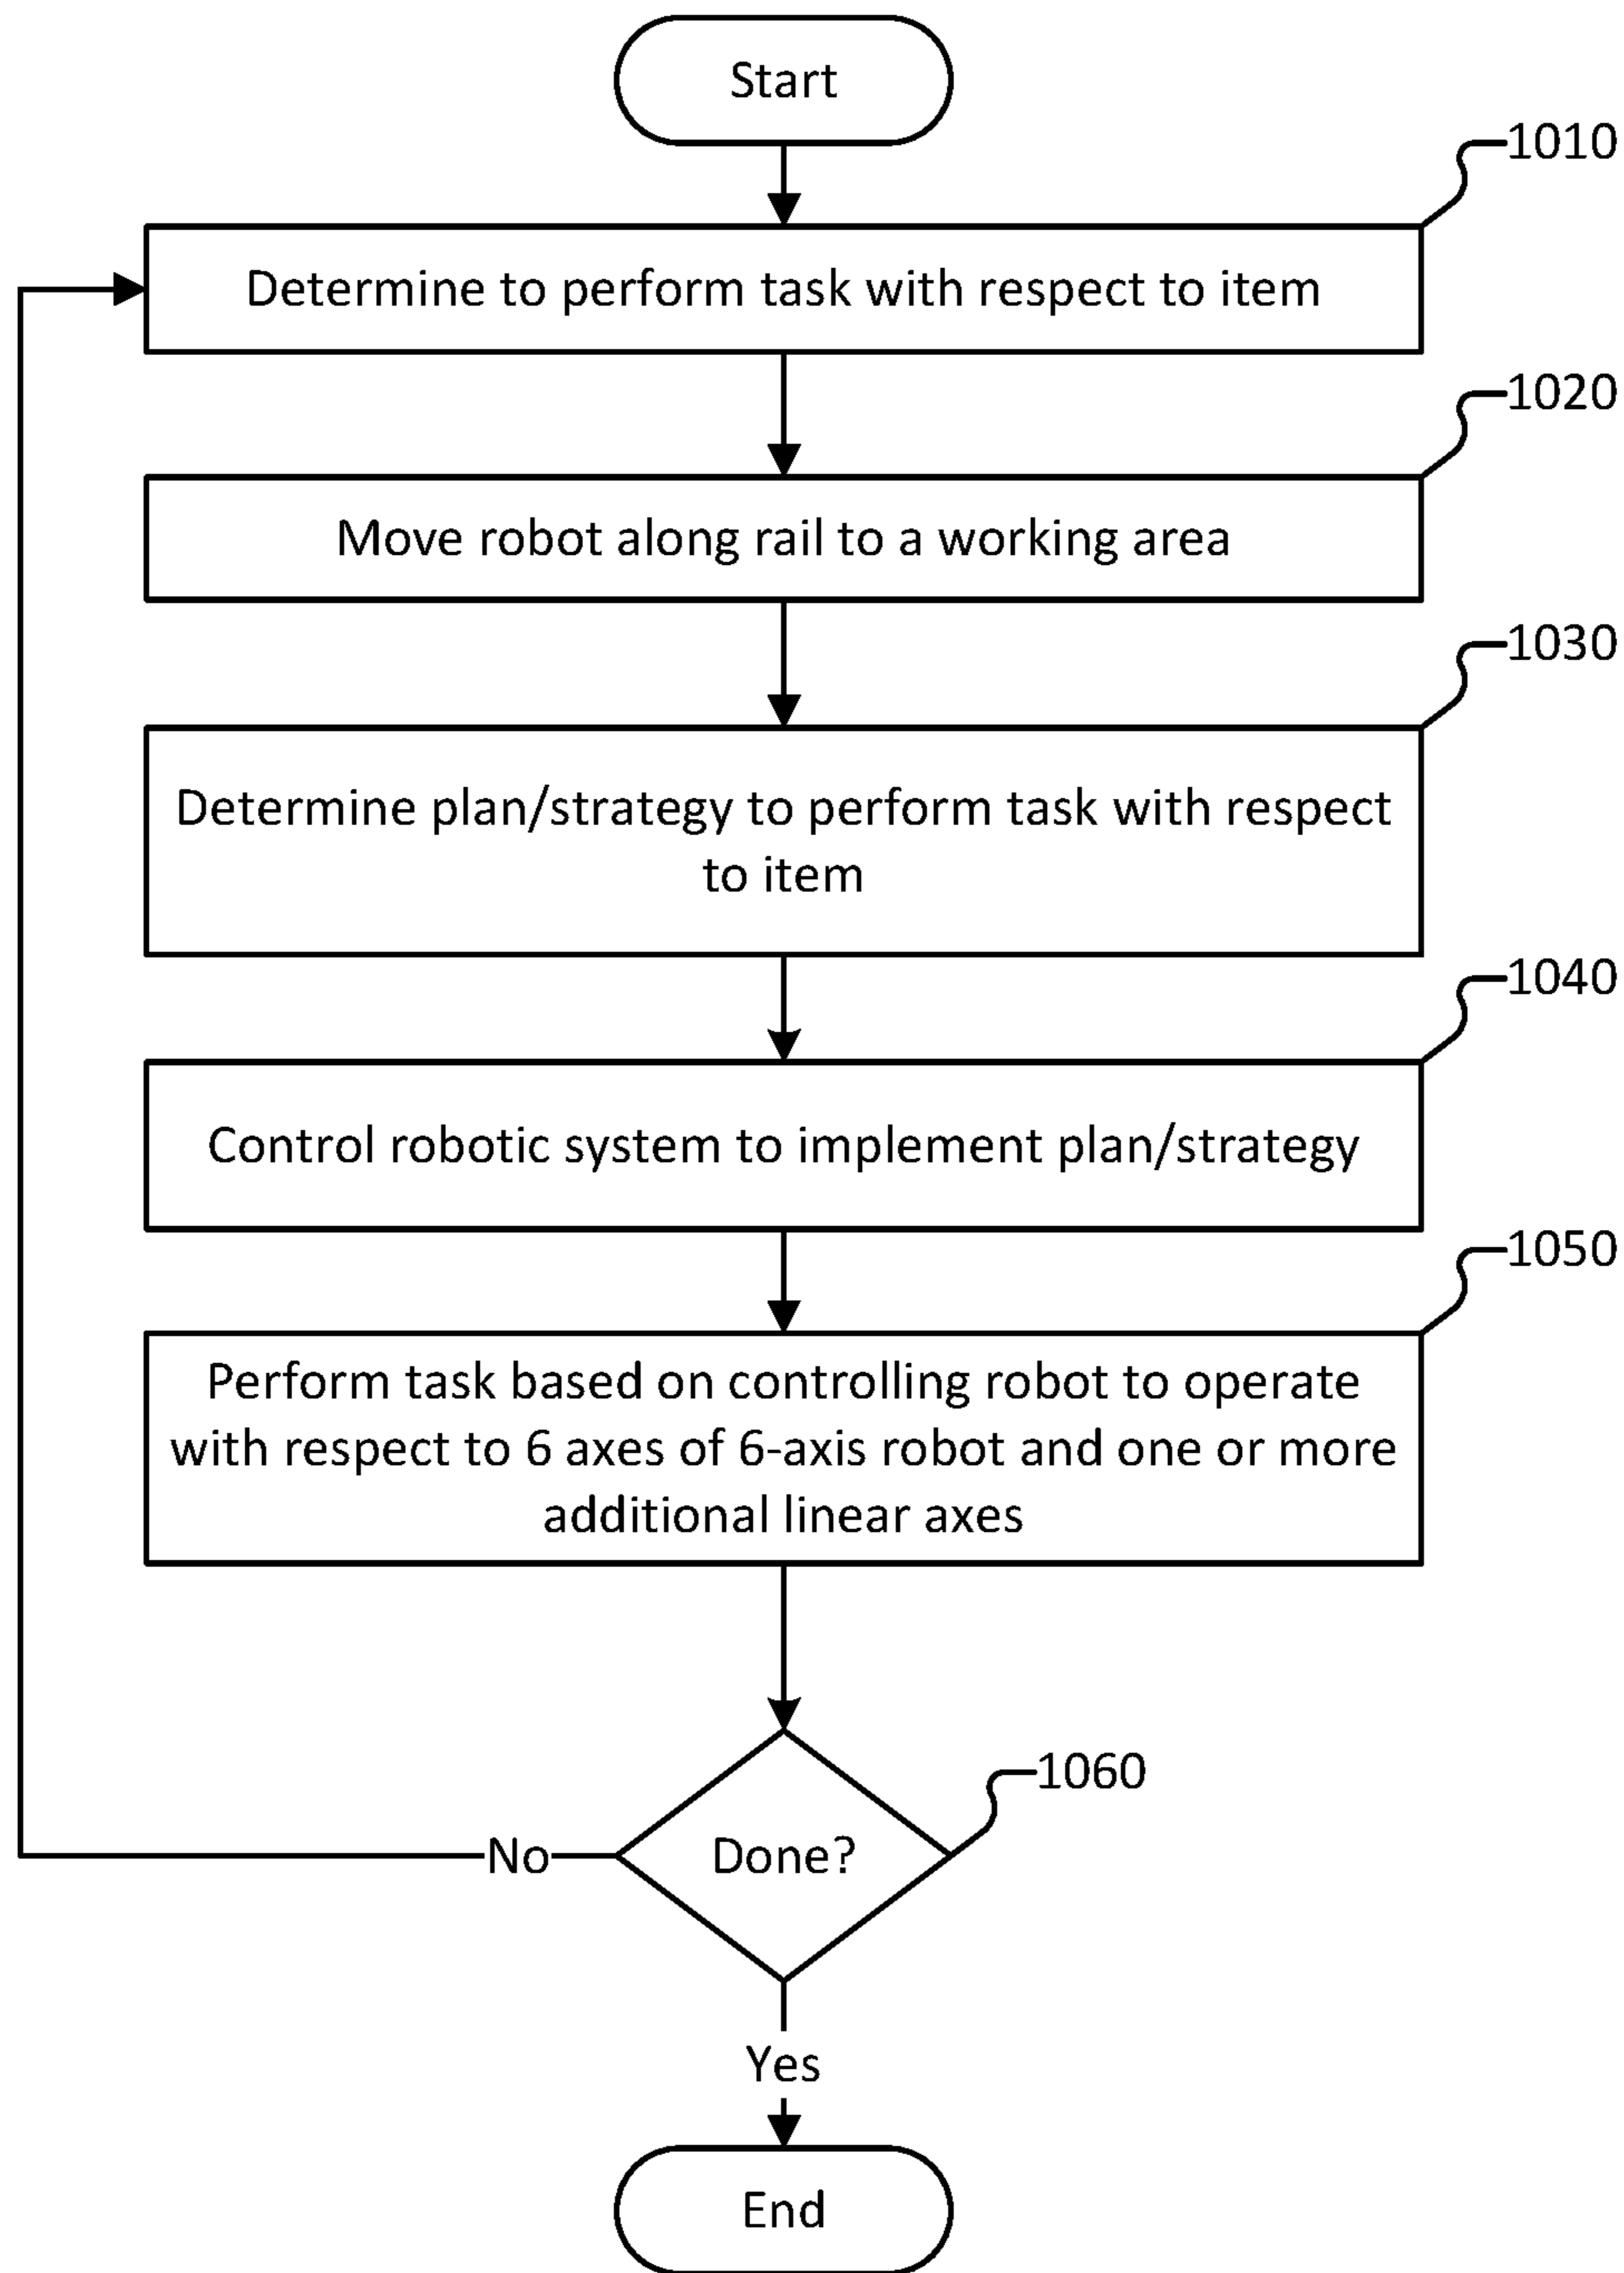 Start
1010
Determine to perform task with respect to item
1020
Move robot along rail to a working area
1030
Determine plan/strategy to perform task with respect
to item
1040
Control robotic system to implement plan/strategy
1050
Perform task based on controlling robot to operate
with respect to 6 axes of 6-axis robot and one or more
additional linear axes
1060
Done?
No
Yes
End